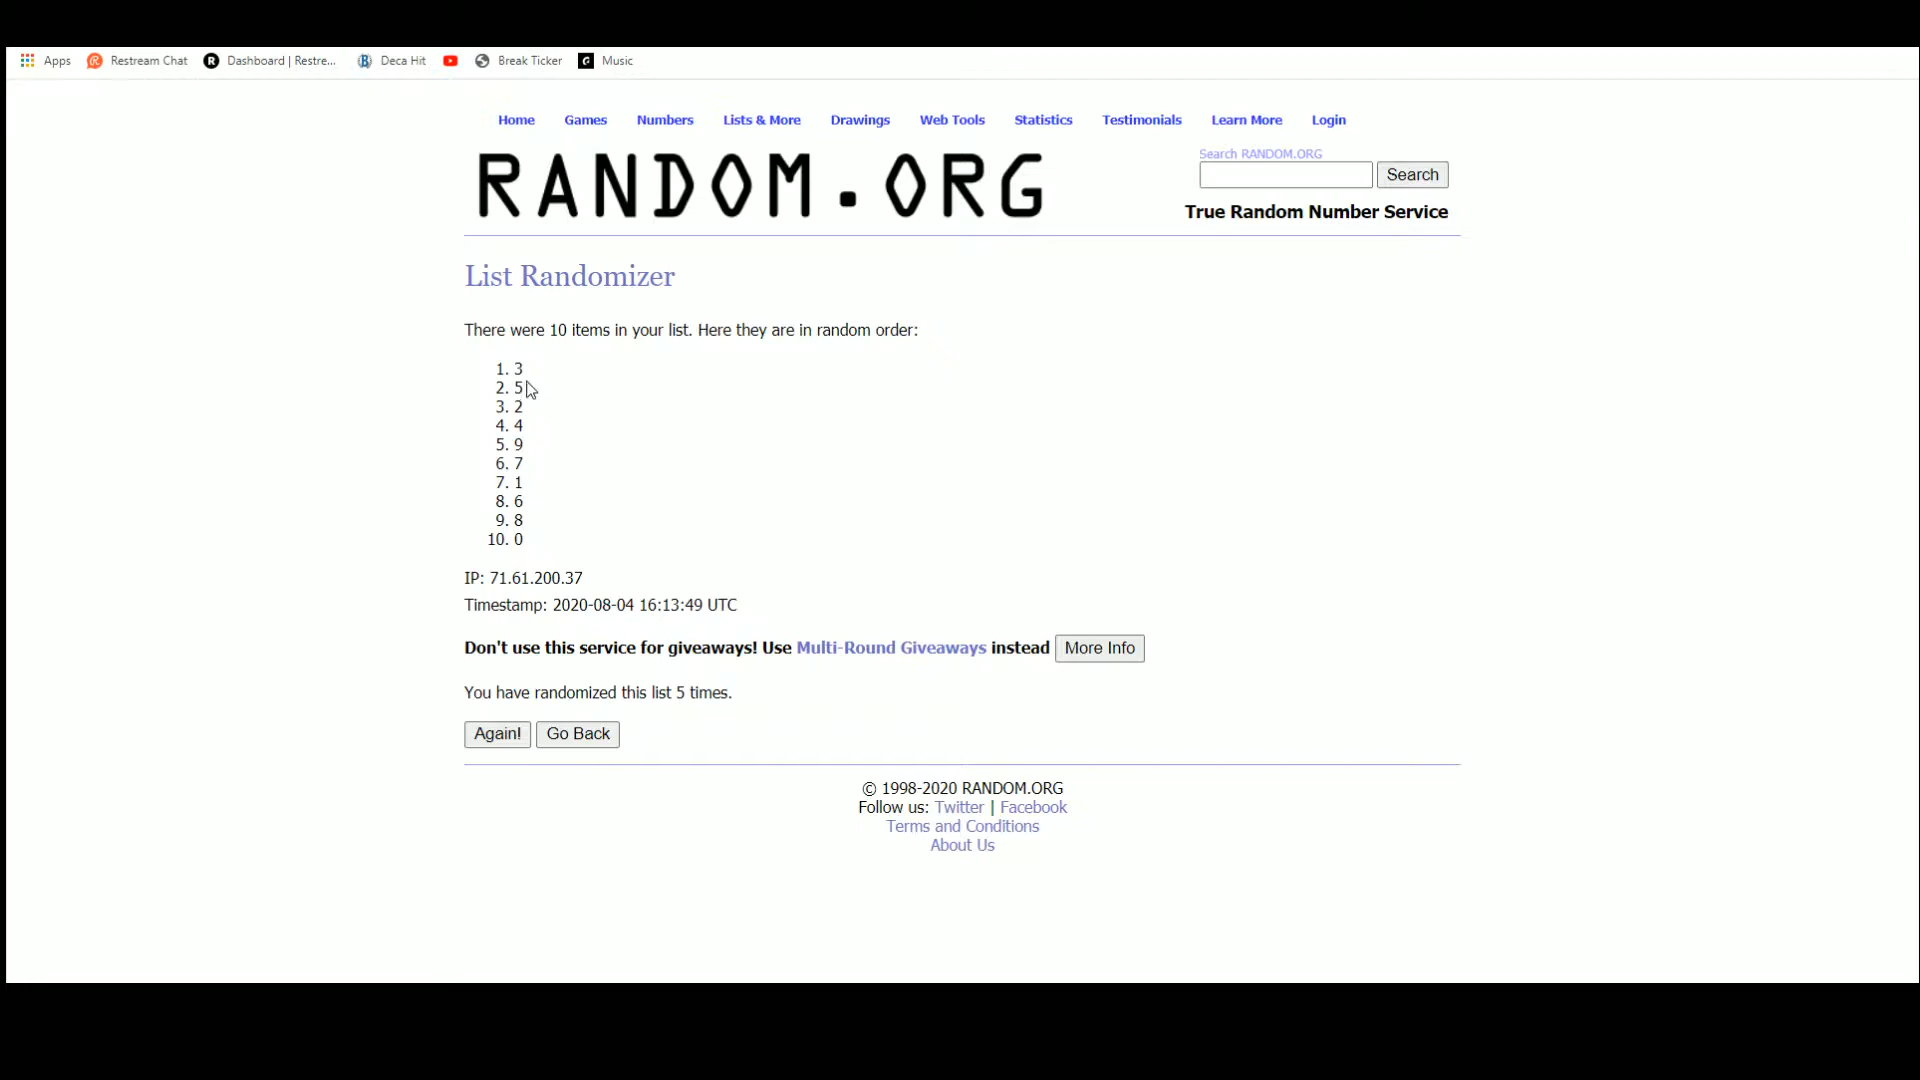 Apps Restream Chat Dashboard | Restre... Deca Hit Break Ticker Music
Home Games Numbers Lists & More Drawings Web Tools Statistics Testimonials Learn More Login
RANDOM.ORG
Search RANDOM.ORG
Search
True Random Number Service
List Randomizer
There were 10 items in your list. Here they are in random order:
1. 3
2. 5
3. 2
4. 4
5. 9
6. 7
7. 1
8. 6
9. 8
10. 0
IP: 71.61.200.37
Timestamp: 2020-08-04 16:13:49 UTC
Don't use this service for giveaways! Use Multi-Round Giveaways instead More Info
You have randomized this list 5 times.
Again! Go Back
© 1998-2020 RANDOM.ORG
Follow us: Twitter | Facebook
Terms and Conditions
About Us